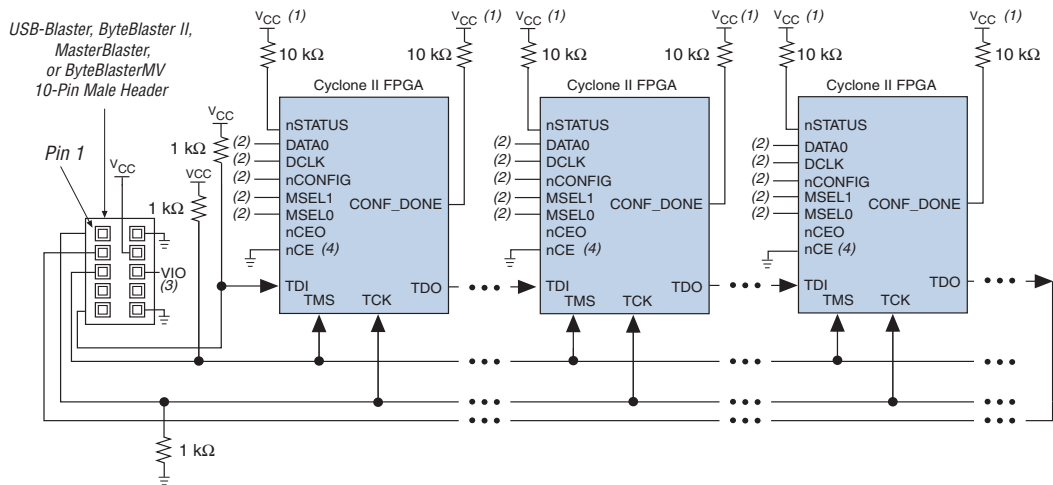 USB-Blaster, ByteBlaster II,
MasterBlaster,
or ByteBlasterMV
10-Pin Male Header
Pin 1
VCC
VIO
(3)
VCC
1 kΩ
VCC
1 kΩ
1 kΩ
VCC (1)
10 kΩ
VCC (1)
10 kΩ
Cyclone II FPGA
nSTATUS
(2) DATA0
(2) DCLK
(2) nCONFIG
(2) MSEL1
(2) MSEL0
CONF_DONE
nCEO
nCE (4)
TDI
TDO
TMS
TCK
VCC (1)
10 kΩ
VCC (1)
10 kΩ
Cyclone II FPGA
nSTATUS
(2) DATA0
(2) DCLK
(2) nCONFIG
(2) MSEL1
(2) MSEL0
CONF_DONE
nCEO
nCE (4)
TDI
TDO
TMS
TCK
VCC (1)
10 kΩ
VCC (1)
10 kΩ
Cyclone II FPGA
nSTATUS
(2) DATA0
(2) DCLK
(2) nCONFIG
(2) MSEL1
(2) MSEL0
CONF_DONE
nCEO
nCE (4)
TDI
TDO
TMS
TCK